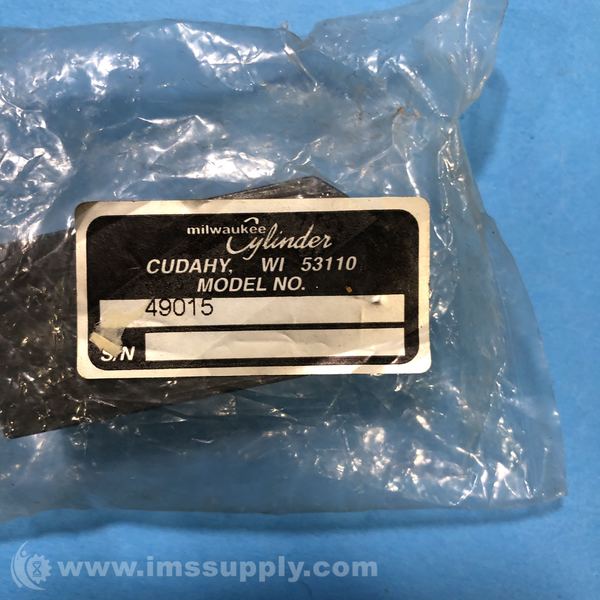 milwaukee
Cylinder
CUDAHY, WI 53110
MODEL NO.
49015
S/N
www.imssupply.com